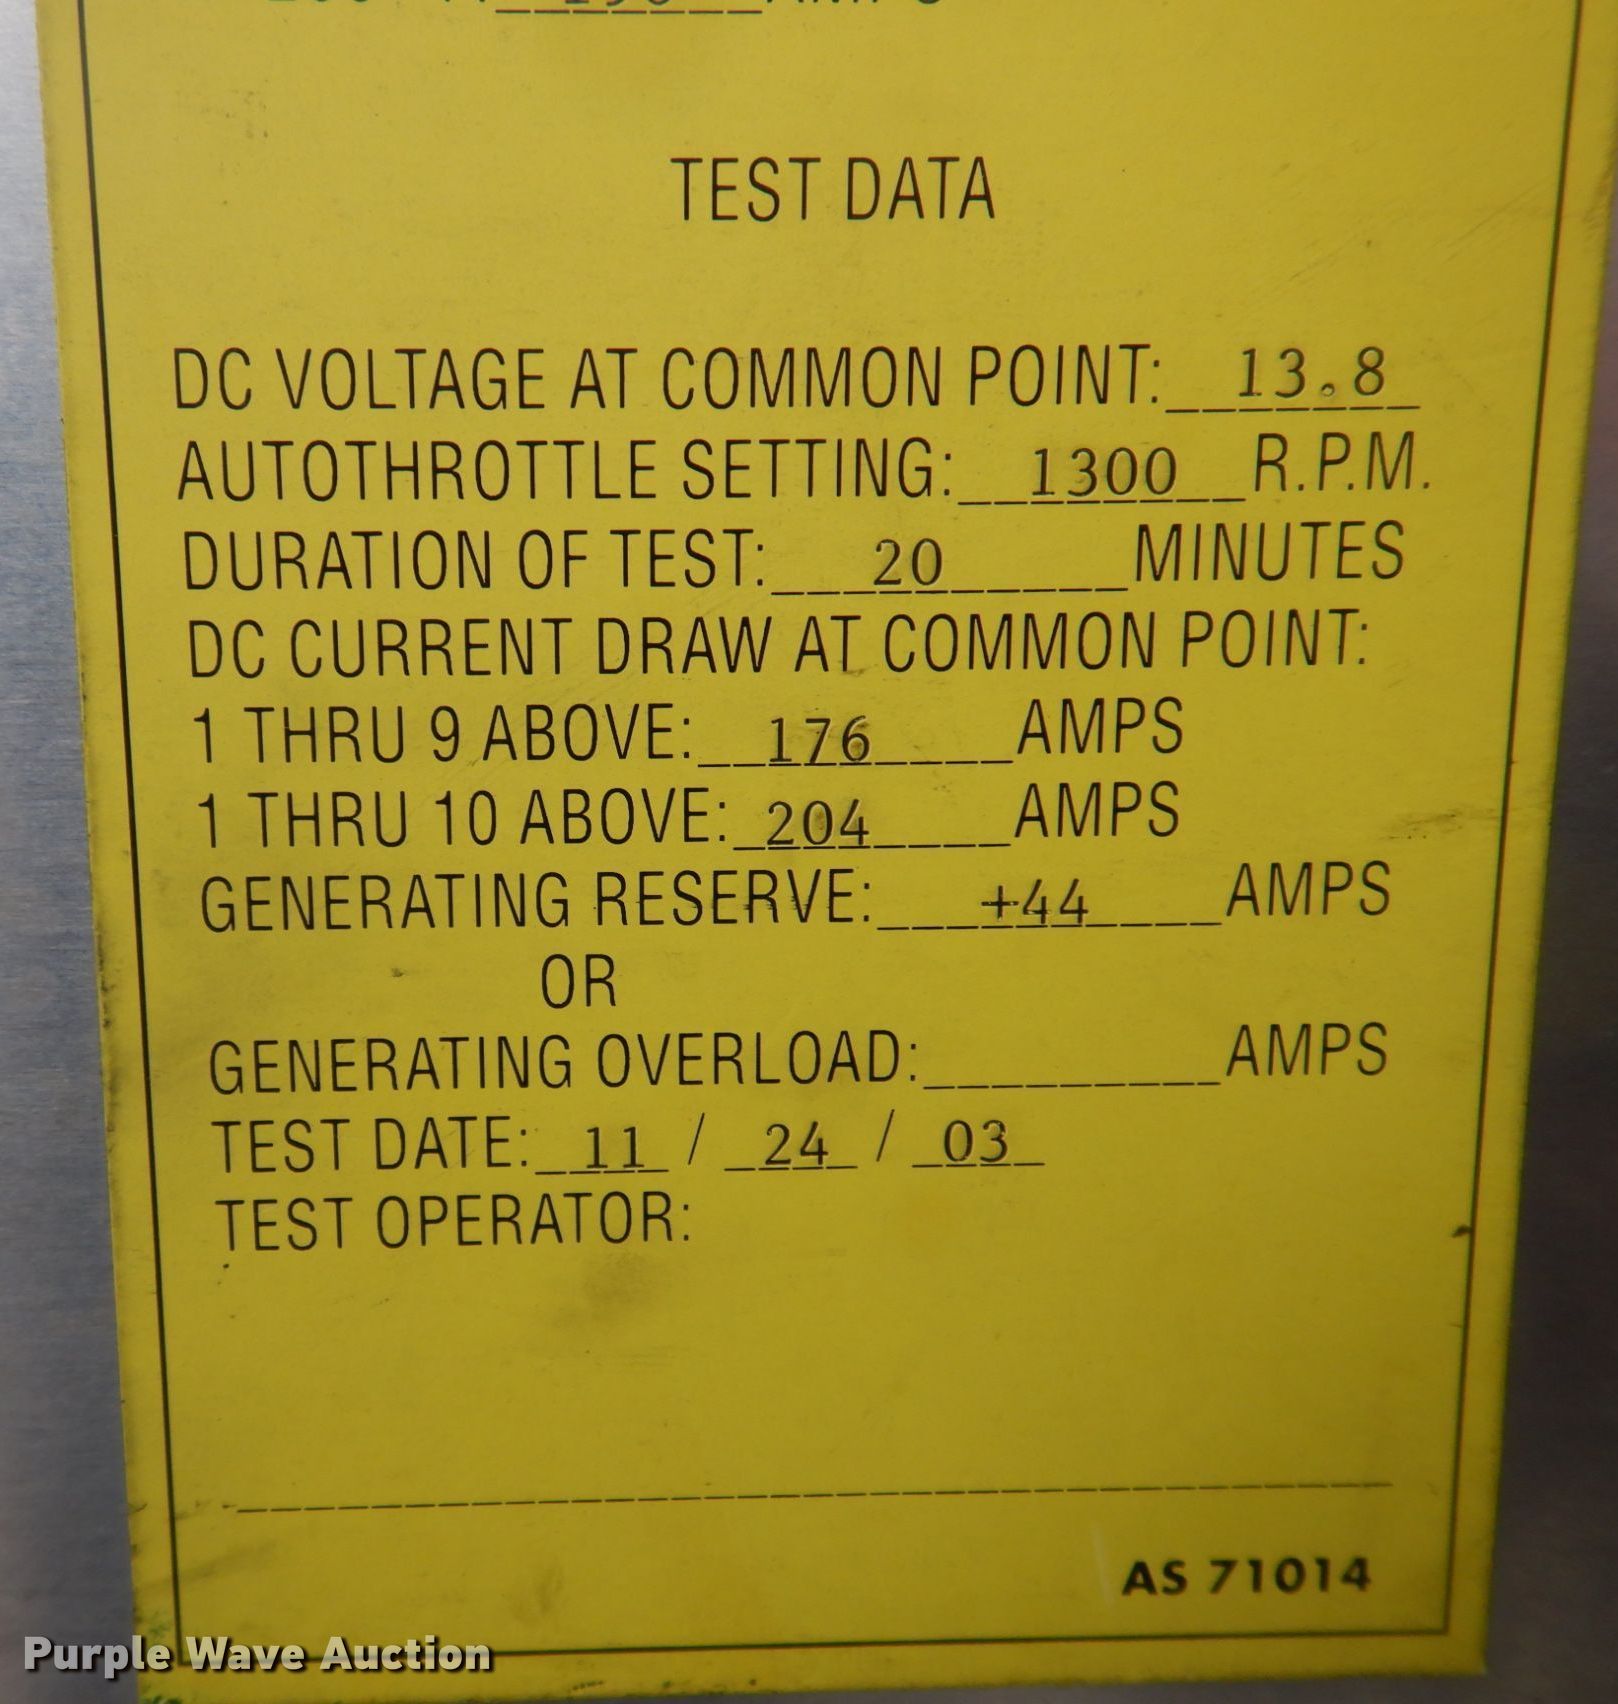 TEST DATA
DC VOLTAGE AT COMMON POINT: 13.8
AUTOTHROTTLE SETTING: 1300 R.P.M.
DURATION OF TEST: 20 MINUTES
DC CURRENT DRAW AT COMMON POINT:
1 THRU 9 ABOVE: 176 AMPS
1 THRU 10 ABOVE: 204 AMPS
GENERATING RESERVE: +44 AMPS
OR
GENERATING OVERLOAD:_________AMPS
TEST DATE: 11 / 24 / 03
TEST OPERATOR:
AS 71014
Purple Wave Auction